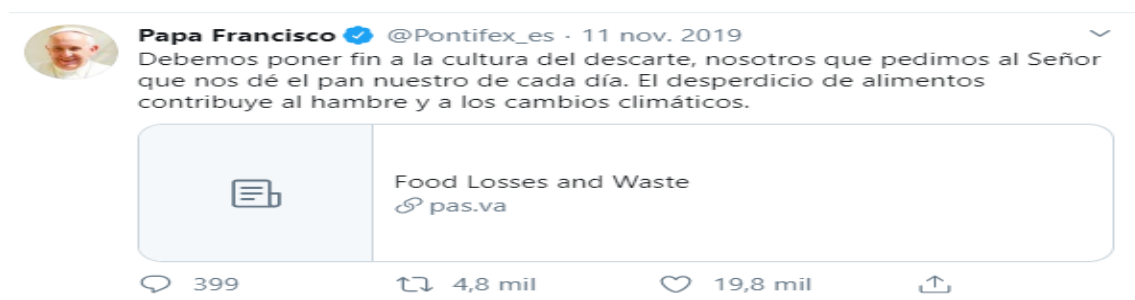 Papa Francisco @Pontifex_es · 11 nov. 2019
Debemos poner fin a la cultura del descarte, nosotros que pedimos al Señor
que nos dé el pan nuestro de cada día. El desperdicio de alimentos
contribuye al hambre y a los cambios climáticos.
Food Losses and Waste
pas.va
399 4,8 mil 19,8 mil